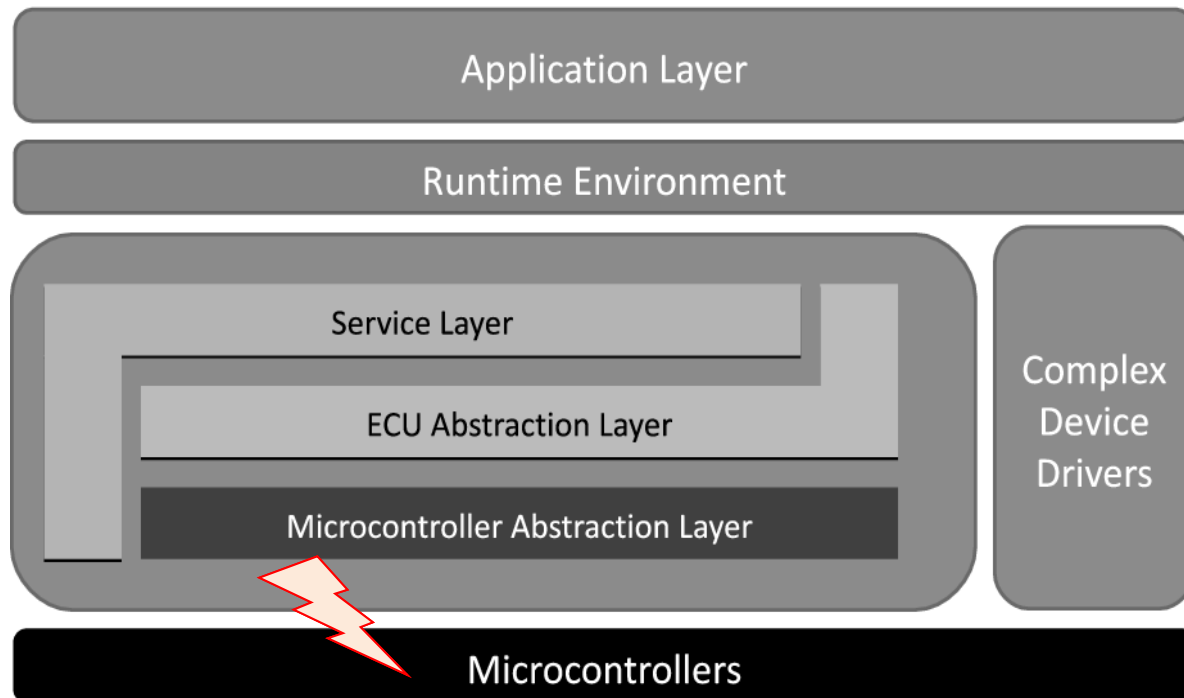 Application Layer
Runtime Environment
Service Layer
ECU Abstraction Layer
Microcontroller Abstraction Layer
Complex
Device
Drivers
Microcontrollers